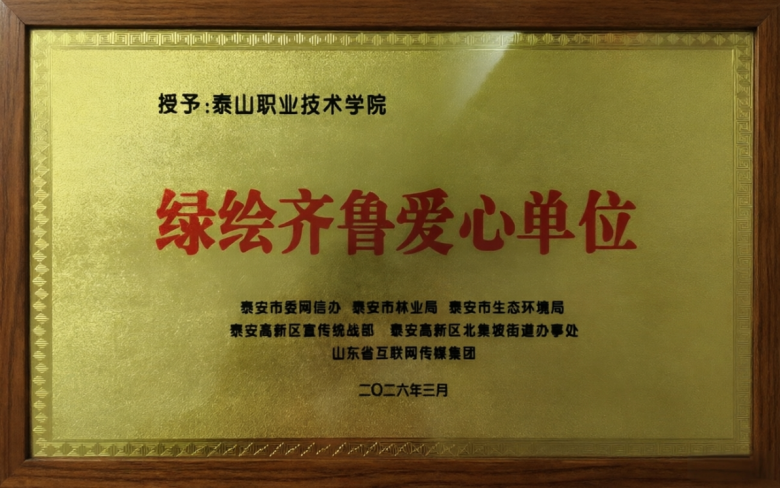 授予:泰山职业技术学院
绿绘齐鲁爱心单位
泰安市委网信办 泰安市林业局 泰安市生态环境局
泰安高新区宣传统战部 泰安高新区北集坡街道办事处
山东省互联网传媒集团
二〇二六年三月